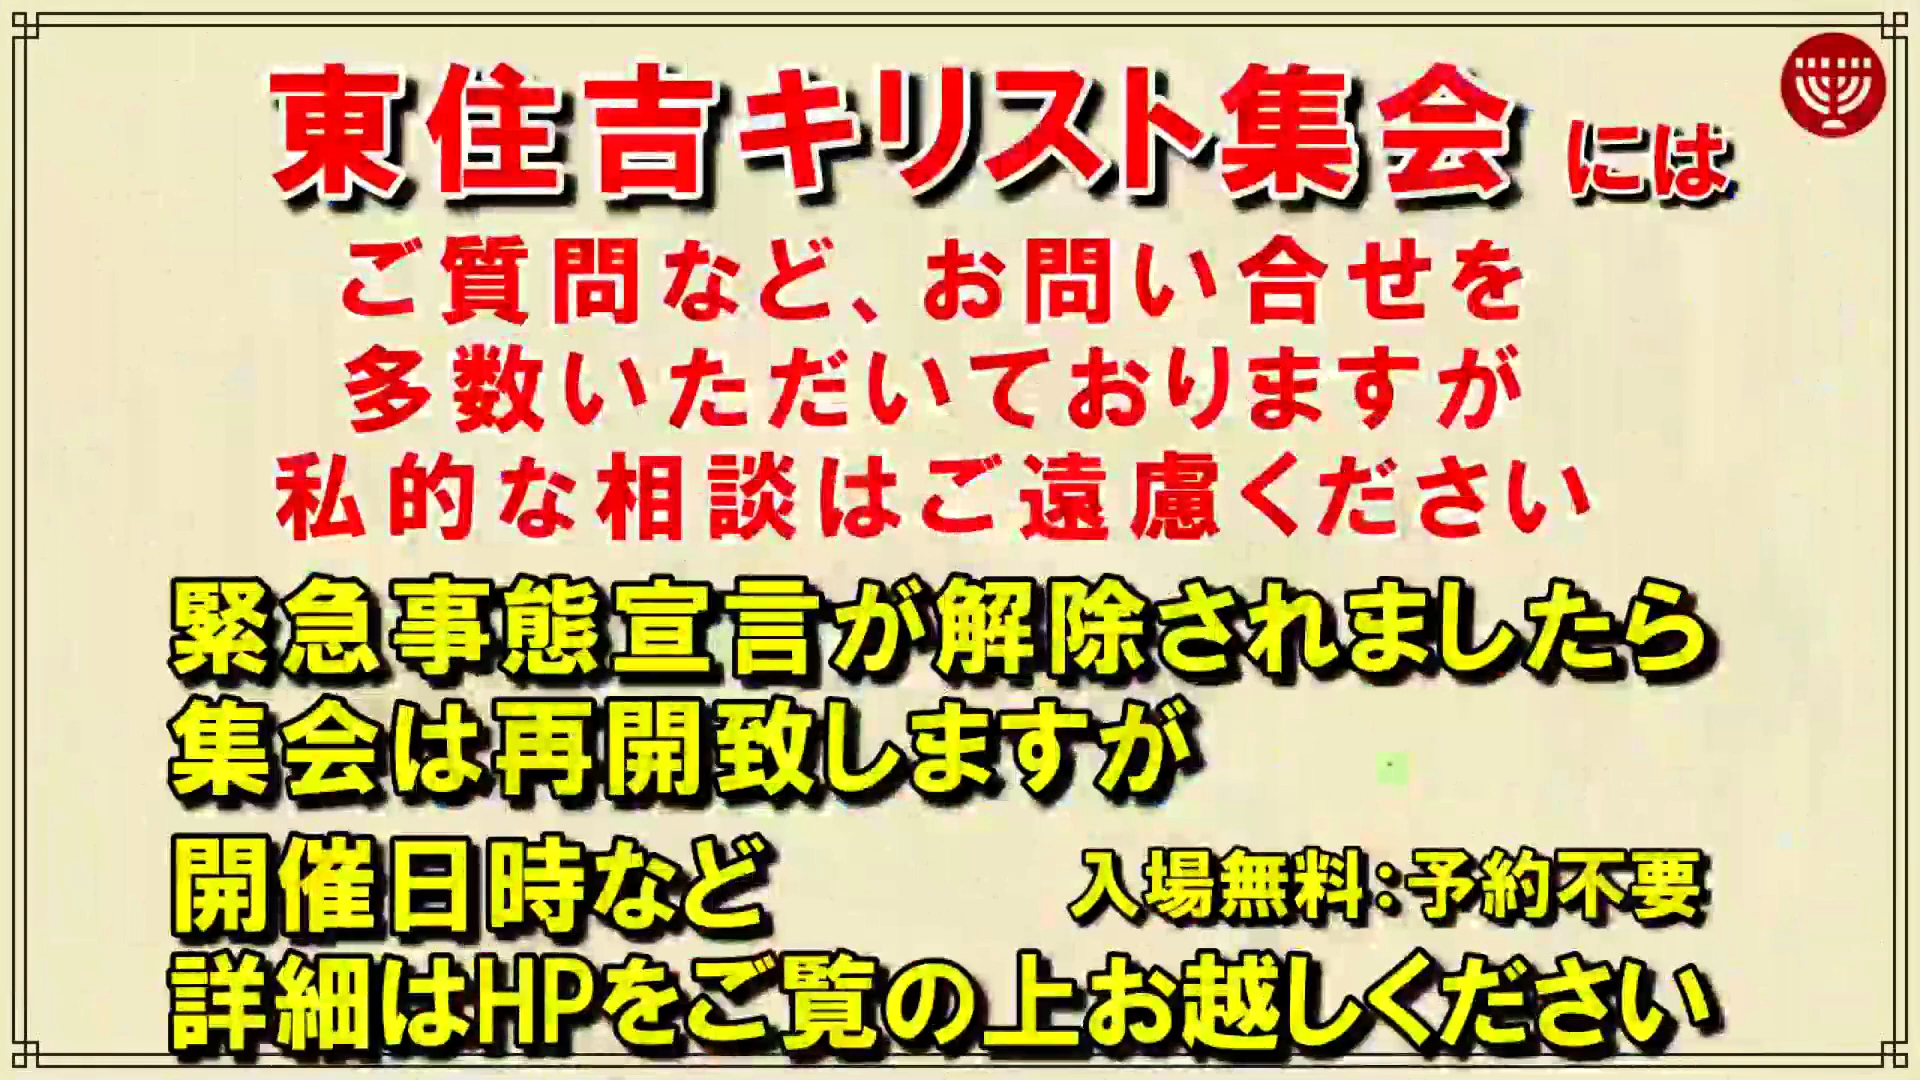 東住吉キリスト集会 には
ご質問など、お問い合せを
多数いただいておりますが
私的な相談はご遠慮ください
緊急事態宣言が解除されましたら
集会は再開致しますが
開催日時など
入場無料：予約不要
詳細はHPをご覧の上お越しください